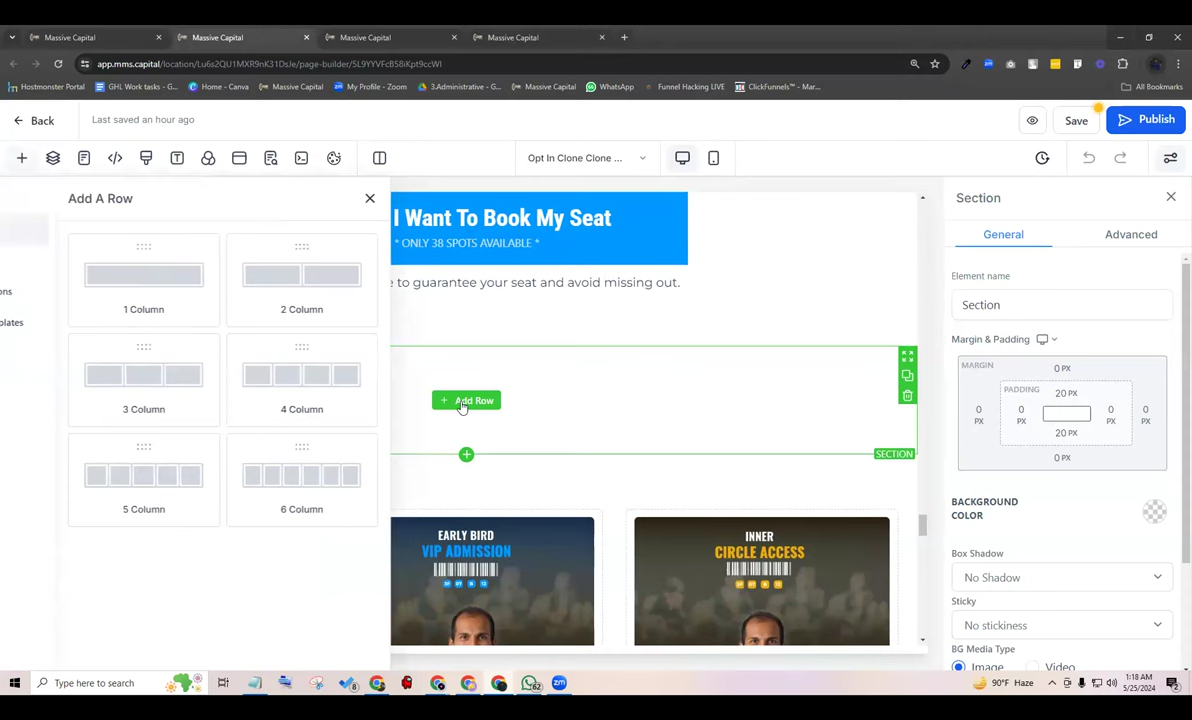 Massive Capital
Massive Capital
Massive Capital
Massive Capital
app.mms.capital/location/Lu6s2QU1MXR9nK31DsJe/page-builder/SL9YYVFcBS8iKpt9ccWI
Hostmonster Portal
GHL Work tasks - G...
Home - Canva
Massive Capital
My Profile - Zoom
3.Administrative - G...
Massive Capital
WhatsApp
Funnel Hacking LIVE
ClickFunnels™ - Mar...
All Bookmarks
Back
Last saved an hour ago
Save
Publish
Opt In Clone Clone ...
Add A Row
1 Column
2 Column
3 Column
4 Column
5 Column
6 Column
ons
plates
I Want To Book My Seat
* ONLY 38 SPOTS AVAILABLE *
e to guarantee your seat and avoid missing out.
Add Row
SECTION
EARLY BIRD
VIP ADMISSION
INNER
CIRCLE ACCESS
Section
General
Advanced
Element name
Section
Margin & Padding
MARGIN
0 PX
PADDING
20 PX
0
PX
0
PX
0
PX
0
PX
20 PX
0 PX
BACKGROUND
COLOR
Box Shadow
No Shadow
Sticky
No stickiness
BG Media Type
Image
Video
Type here to search
8
62
90°F Haze
1:18 AM
5/25/2024
2